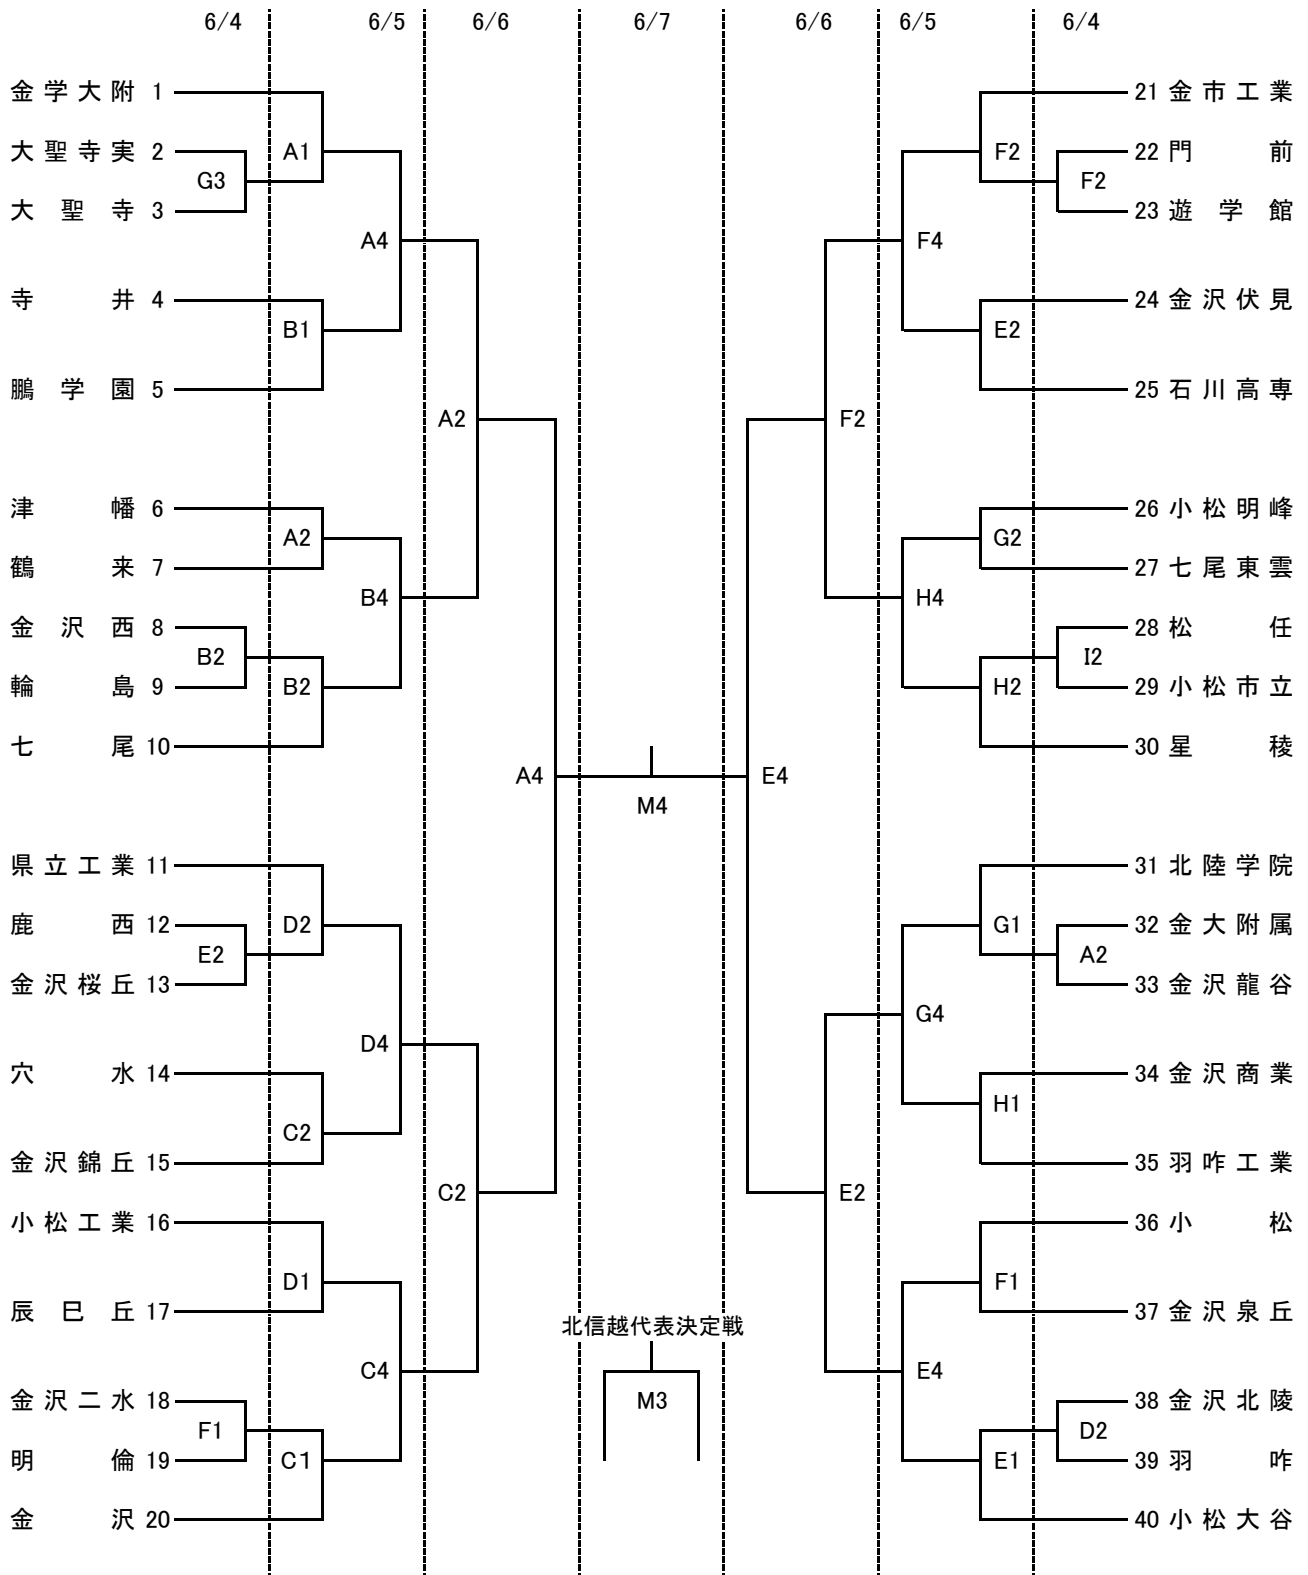 6/4 6/5 6/6 6/7 6/6 6/5 6/4
金学大附 1 21 金市工業
大聖寺実 2 A1 F2 22 門前
G3 F2
大聖寺 3 23 遊学館
A4 F4
寺井 4 24 金沢伏見
B1 E2
鵬学園 5 25 石川高専
A2 F2
津幡 6 26 小松明峰
A2 G2
鶴来 7 27 七尾東雲
B4 H4
金沢西 8 28 松任
B2 I2
輪島 9 B2 H2 29 小松市立
七尾 10 30 星稜
A4 E4
M4
県立工業 11 31 北陸学院
鹿西 12 D2 G1 32 金大附属
E2 A2
金沢桜丘 13 33 金沢龍谷
D4 G4
穴水 14 34 金沢商業
C2 H1
金沢錦丘 15 35 羽咋工業
C2 E2
小松工業 16 36 小松
D1 F1
辰巳丘 17 37 金沢泉丘
北信越代表決定戦
C4 E4
金沢二水 18 M3 38 金沢北陵
F1 D2
明倫 19 C1 E1 39 羽咋
金沢 20 40 小松大谷